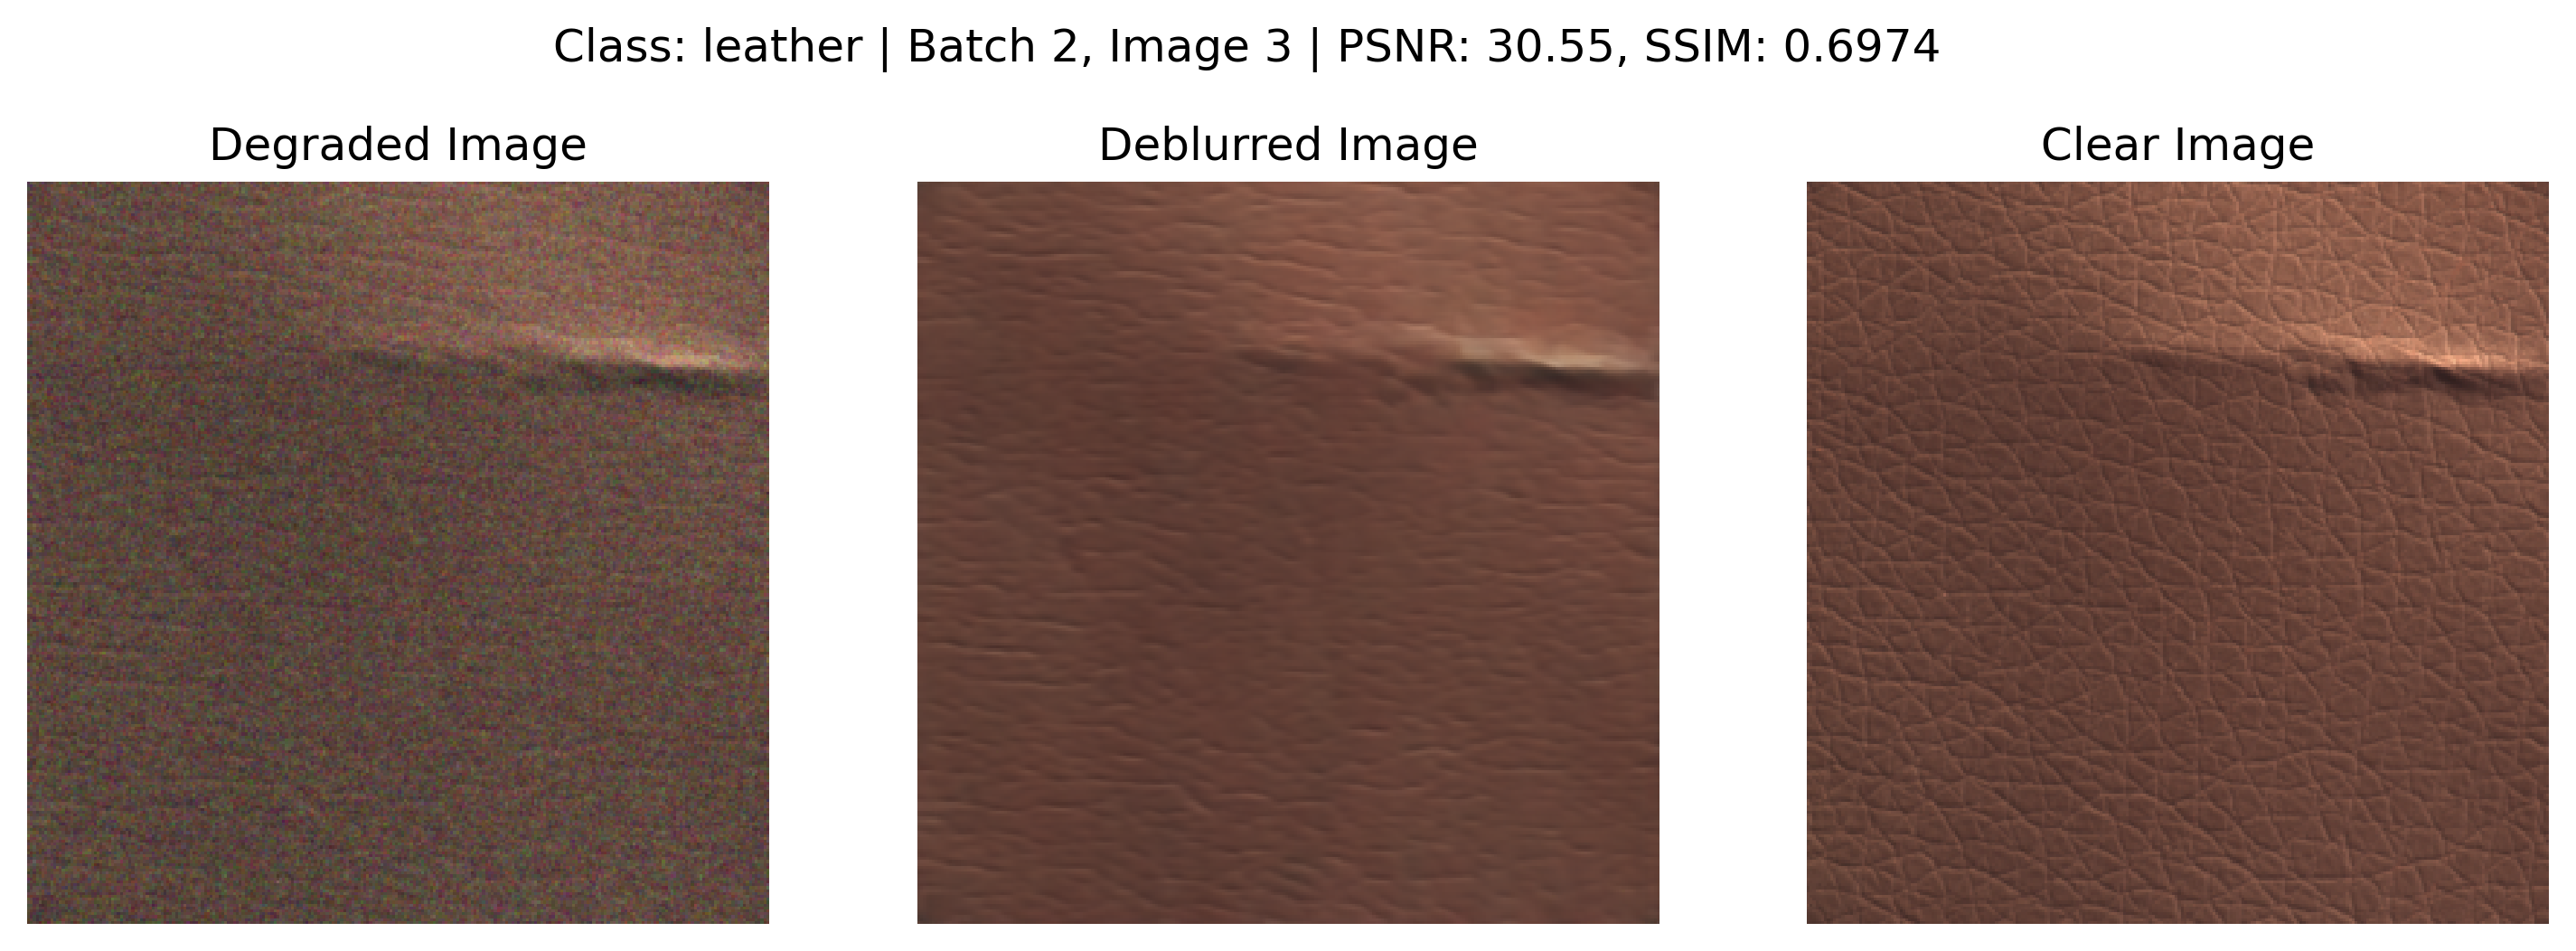 Class: leather | Batch 2, Image 3 | PSNR: 30.55, SSIM: 0.6974
Degraded Image
Deblurred Image
Clear Image